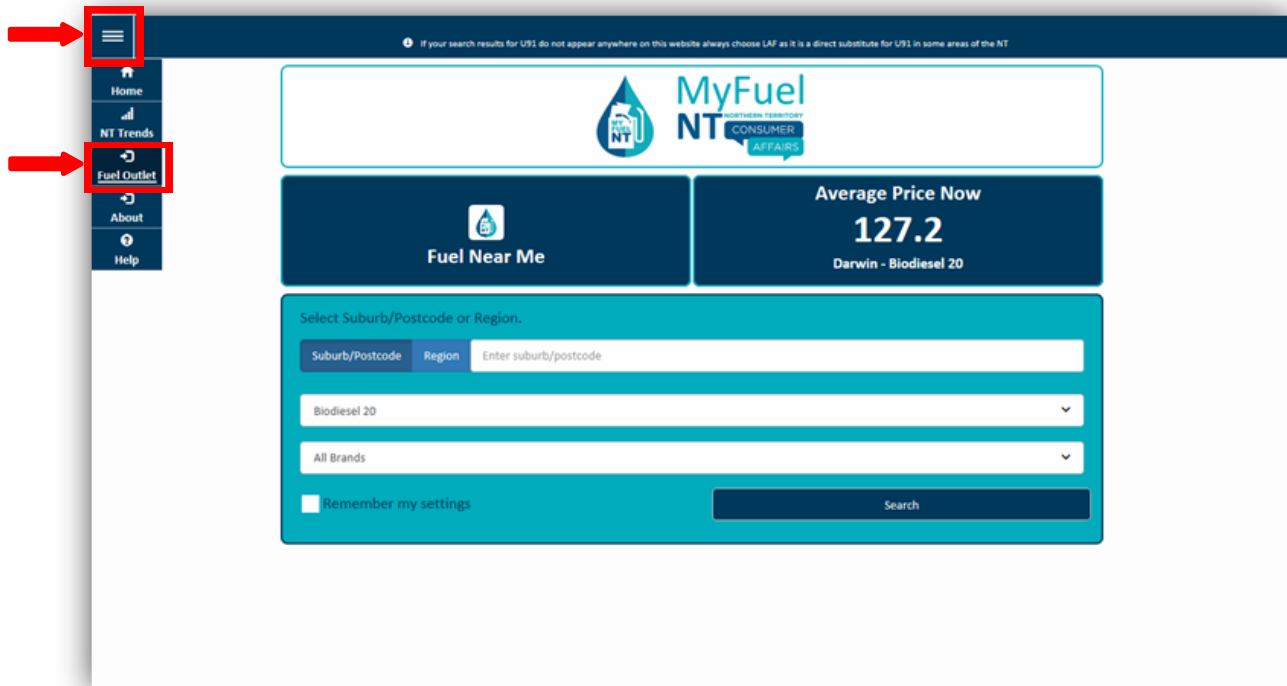 If your search results for U91 do not appear anywhere on this website always choose LAF as it is a direct substitute for U91 in some areas of the NT
Home
NT Trends
Fuel Outlet
About
Help
MY
FUEL
NT
MyFuel
NT
NORTHERN TERRITORY
CONSUMER
AFFAIRS
Fuel Near Me
Average Price Now
127.2
Darwin - Biodiesel 20
Select Suburb/Postcode or Region.
Suburb/Postcode Region Enter suburb/postcode
Biodiesel 20
All Brands
Remember my settings
Search